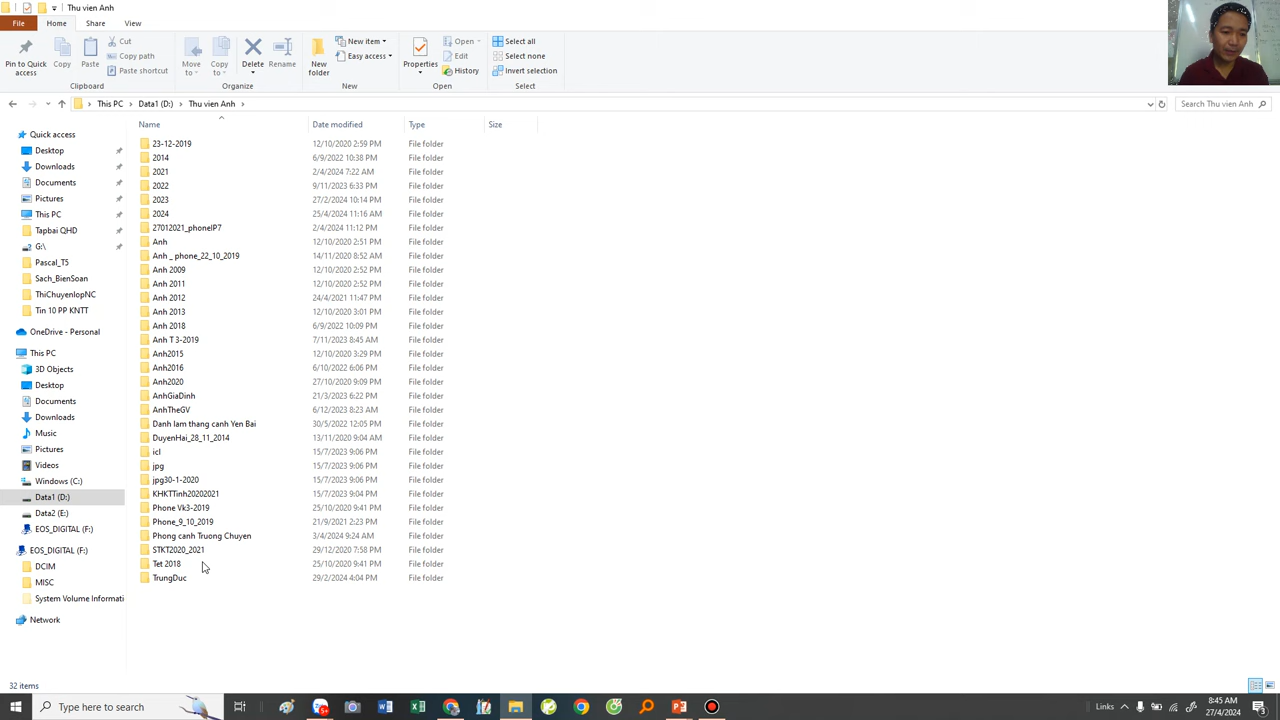 Thu vien Anh
File
Home
Share
View
Pin to Quick access
Copy
Paste
Cut
Copy path
Paste shortcut
Clipboard
Move to
Copy to
Delete
Rename
Organize
New folder
New item
Easy access
New
Properties
Open
Edit
History
Open
Select all
Select none
Invert selection
Select
This PC
Data1 (D:)
Thu vien Anh
Search Thu vien Anh
Name
Date modified
Type
Size
Quick access
Desktop
Downloads
Documents
Pictures
This PC
Tapbai QHD
G:\
Pascal_T5
Sach_BienSoan
ThiChuyenlopNC
Tin 10 PP KNTT
OneDrive - Personal
This PC
3D Objects
Desktop
Documents
Downloads
Music
Pictures
Videos
Windows (C:)
Data1 (D:)
Data2 (E:)
EOS_DIGITAL (F:)
EOS_DIGITAL (F:)
DCIM
MISC
System Volume Informati
Network
23-12-2019 12/10/2020 2:59 PM File folder
2014 6/9/2022 10:38 PM File folder
2021 2/4/2024 7:22 AM File folder
2022 9/11/2023 6:33 PM File folder
2023 27/2/2024 10:14 PM File folder
2024 25/4/2024 11:16 AM File folder
27012021_phoneIP7 2/4/2024 11:12 PM File folder
Anh 12/10/2020 2:51 PM File folder
Anh _ phone_22_10_2019 14/11/2020 8:52 AM File folder
Anh 2009 12/10/2020 2:52 PM File folder
Anh 2011 12/10/2020 2:52 PM File folder
Anh 2012 24/4/2021 11:47 PM File folder
Anh 2013 12/10/2020 3:01 PM File folder
Anh 2018 6/9/2022 10:09 PM File folder
Anh T 3-2019 7/11/2023 8:45 AM File folder
Anh2015 12/10/2020 3:29 PM File folder
Anh2016 6/10/2022 6:06 PM File folder
Anh2020 27/10/2020 9:09 PM File folder
AnhGiaDinh 21/3/2023 6:22 PM File folder
AnhTheGV 6/12/2023 8:23 AM File folder
Danh lam thang canh Yen Bai 30/5/2022 12:05 PM File folder
DuyenHai_28_11_2014 13/11/2020 9:04 AM File folder
icl 15/7/2023 9:06 PM File folder
jpg 15/7/2023 9:06 PM File folder
jpg30-1-2020 15/7/2023 9:06 PM File folder
KHKTTinh20202021 15/7/2023 9:04 PM File folder
Phone Vk3-2019 25/10/2020 9:41 PM File folder
Phone_9_10_2019 21/9/2021 2:23 PM File folder
Phong canh Truong Chuyen 3/4/2024 9:24 AM File folder
STKT2020_2021 29/12/2020 7:58 PM File folder
Tet 2018 25/10/2020 9:41 PM File folder
TrungDuc 29/2/2024 4:04 PM File folder
32 items
Type here to search
Links
8:45 AM
27/4/2024